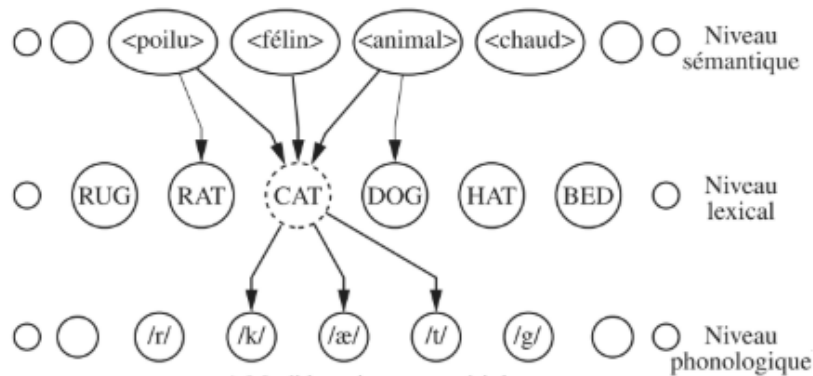 <poilu> <félin> <animal> <chaud> Niveau
sémantique
RUG RAT CAT DOG HAT BED Niveau
lexical
/r/ /k/ /æ/ /t/ /g/ Niveau
phonologique